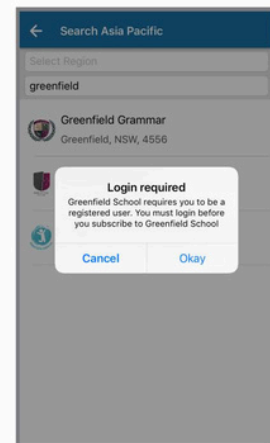 Search Asia Pacific
Select Region
greenfield
Greenfield Grammar
Greenfield, NSW, 4556
Login required
Greenfield School requires you to be a
registered user. You must login before
you subscribe to Greenfield School
Cancel
Okay